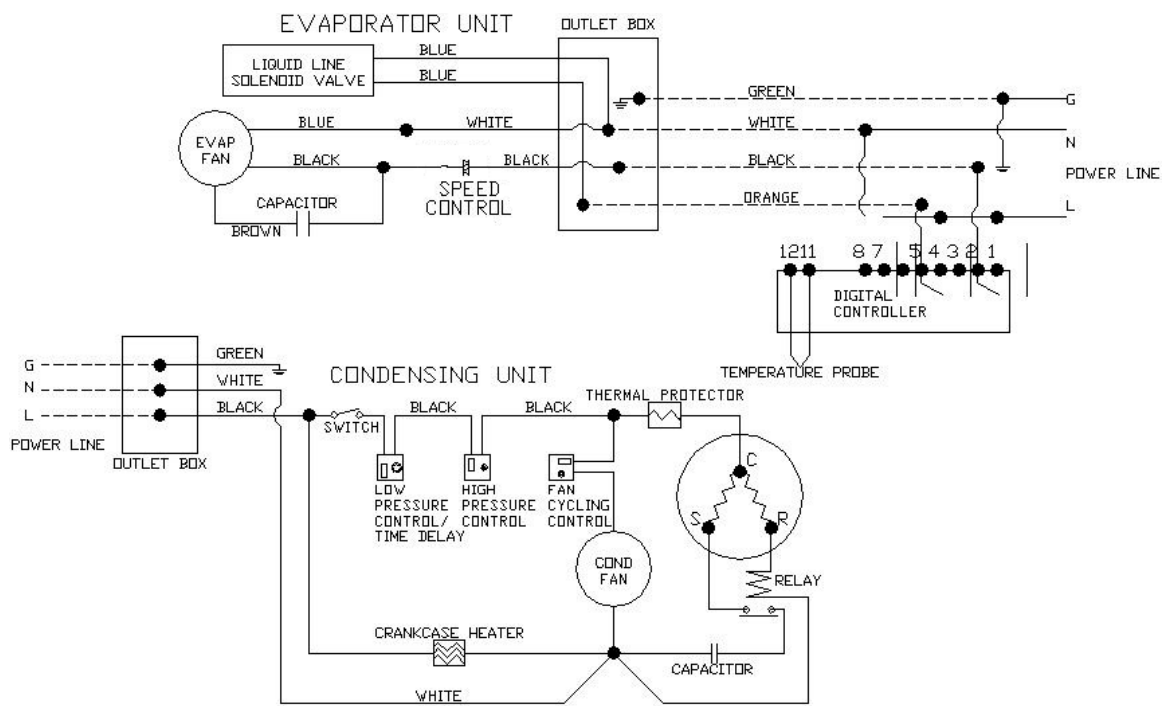 EVAPORATOR UNIT
OUTLET BOX
BLUE
LIQUID LINE
SOLENOID VALVE
BLUE
GREEN
G
BLUE
WHITE
WHITE
N
EVAP
FAN
BLACK
BLACK
BLACK
POWER LINE
SPEED
CONTROL
CAPACITOR
ORANGE
L
BROWN
12 11 8 7 5 4 3 2 1
DIGITAL
CONTROLLER
TEMPERATURE PROBE
G
GREEN
N
WHITE
CONDENSING UNIT
THERMAL PROTECTOR
L
BLACK
BLACK
BLACK
SWITCH
POWER LINE
OUTLET BOX
C
LOW
PRESSURE
CONTROL/
TIME DELAY
HIGH
PRESSURE
CONTROL
FAN
CYCLING
CONTROL
S
R
COND
FAN
RELAY
CRANKCASE HEATER
CAPACITOR
WHITE